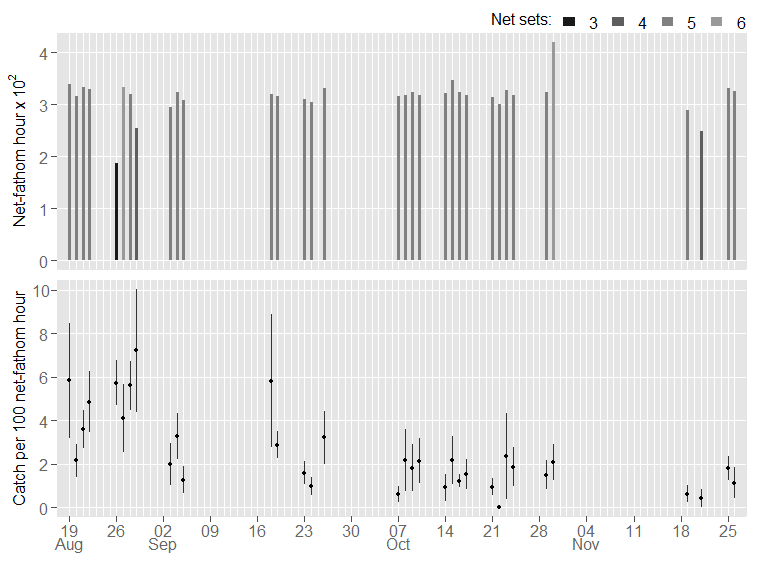 Net sets: 3 4 5 6
Net-fathom hour x 10²
4
3
2
1
0
Catch per 100 net-fathom hour
10
8
6
4
2
0
19 26 02 09 16 23 30 07 14 21 28 04 11 18 25
Aug Sep Oct Nov